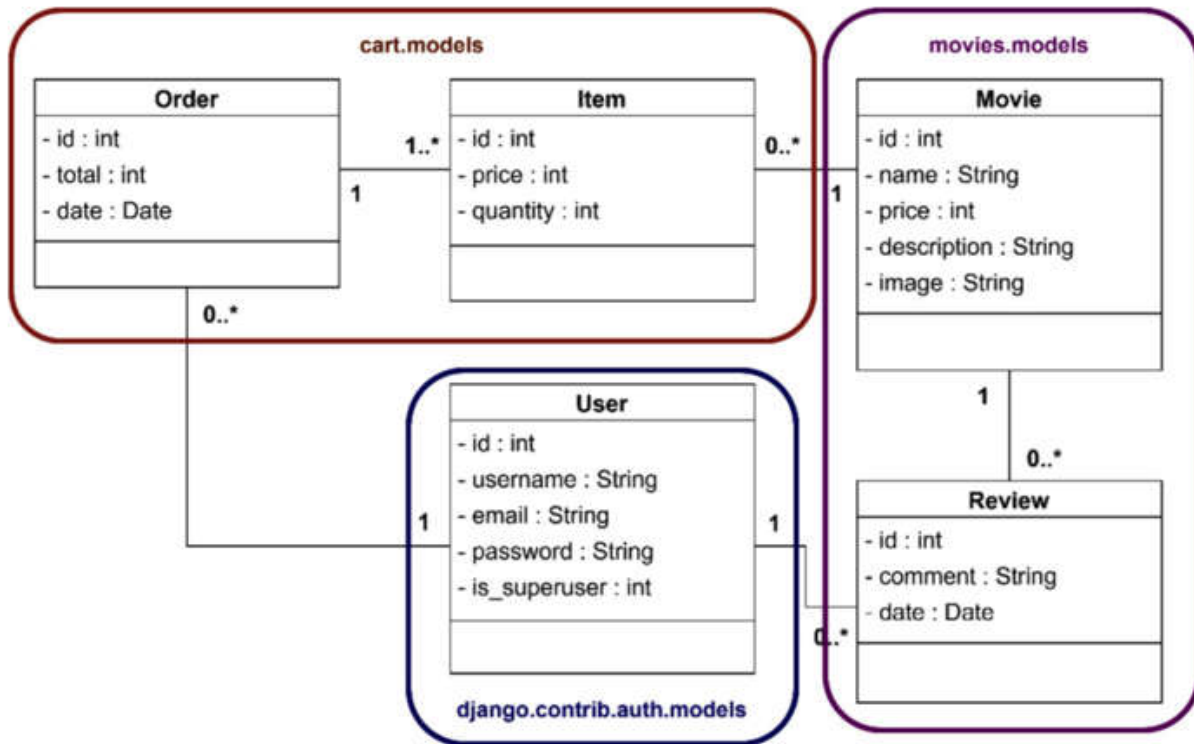 cart.models
Order
- id : int
- total : int
- date : Date
1
1..*
0..*
Item
- id : int
- price : int
- quantity : int
0..*
1
movies.models
Movie
- id : int
- name : String
- price : int
- description : String
- image : String
1
0..*
User
- id : int
- username : String
- email : String
- password : String
- is_superuser : int
1
1
0..*
django.contrib.auth.models
Review
- id : int
- comment : String
- date : Date